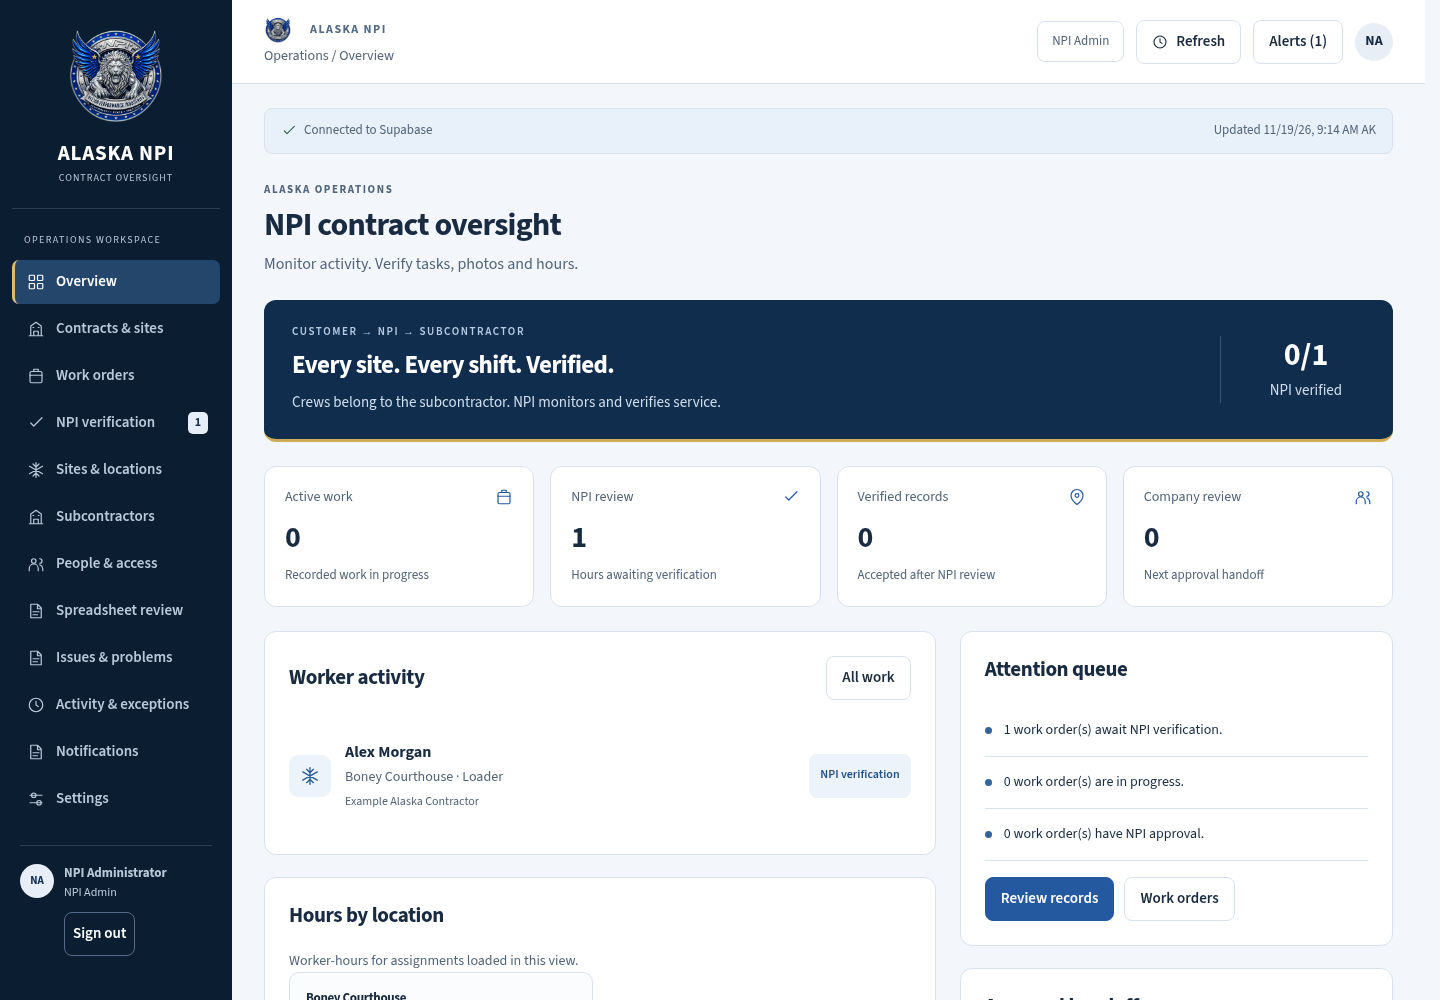 ALASKA NPI
CONTRACT OVERSIGHT
OPERATIONS WORKSPACE
Overview
Contracts & sites
Work orders
NPI verification 1
Sites & locations
Subcontractors
People & access
Spreadsheet review
Issues & problems
Activity & exceptions
Notifications
Settings
NA
NPI Administrator
NPI Admin
Sign out
ALASKA NPI
Operations / Overview
NPI Admin
Refresh
Alerts (1)
NA
Connected to Supabase
Updated 11/19/26, 9:14 AM AK
ALASKA OPERATIONS
NPI contract oversight
Monitor activity. Verify tasks, photos and hours.
CUSTOMER → NPI → SUBCONTRACTOR
Every site. Every shift. Verified.
Crews belong to the subcontractor. NPI monitors and verifies service.
0/1
NPI verified
Active work
0
Recorded work in progress
NPI review
1
Hours awaiting verification
Verified records
0
Accepted after NPI review
Company review
0
Next approval handoff
Worker activity
All work
Alex Morgan
Boney Courthouse · Loader
Example Alaska Contractor
NPI verification
Hours by location
Worker-hours for assignments loaded in this view.
Boney Courthouse
Attention queue
1 work order(s) await NPI verification.
0 work order(s) are in progress.
0 work order(s) have NPI approval.
Review records
Work orders